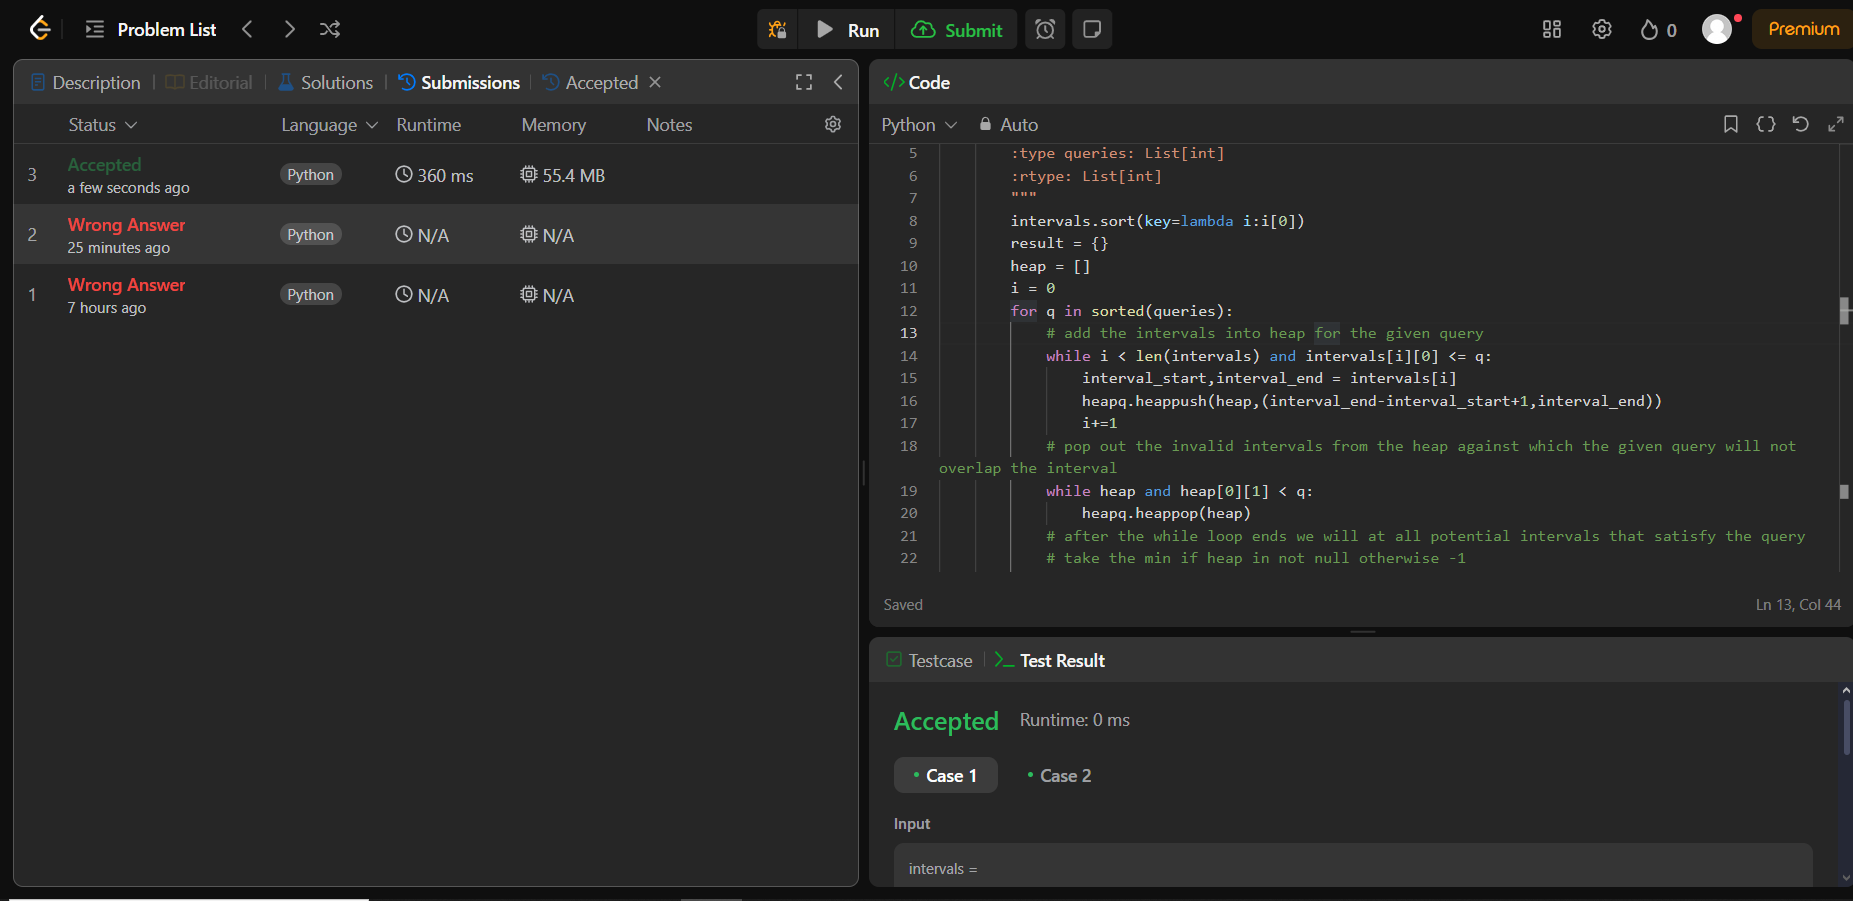 Problem List
Run
Submit
0
Premium
Description
Editorial
Solutions
Submissions
Accepted
Status
Language
Runtime
Memory
Notes
3
Accepted
a few seconds ago
Python
360 ms
55.4 MB
2
Wrong Answer
25 minutes ago
Python
N/A
N/A
1
Wrong Answer
7 hours ago
Python
N/A
N/A
</> Code
Python
Auto
5 :type queries: List[int]
6 :rtype: List[int]
7 """
8 intervals.sort(key=lambda i:i[0])
9 result = {}
10 heap = []
11 i = 0
12 for q in sorted(queries):
13 # add the intervals into heap for the given query
14 while i < len(intervals) and intervals[i][0] <= q:
15 interval_start,interval_end = intervals[i]
16 heapq.heappush(heap,(interval_end-interval_start+1,interval_end))
17 i+=1
18 # pop out the invalid intervals from the heap against which the given query will not
overlap the interval
19 while heap and heap[0][1] < q:
20 heapq.heappop(heap)
21 # after the while loop ends we will at all potential intervals that satisfy the query
22 # take the min if heap in not null otherwise -1
Saved
Ln 13, Col 44
Testcase
Test Result
Accepted
Runtime: 0 ms
Case 1
Case 2
Input
intervals =